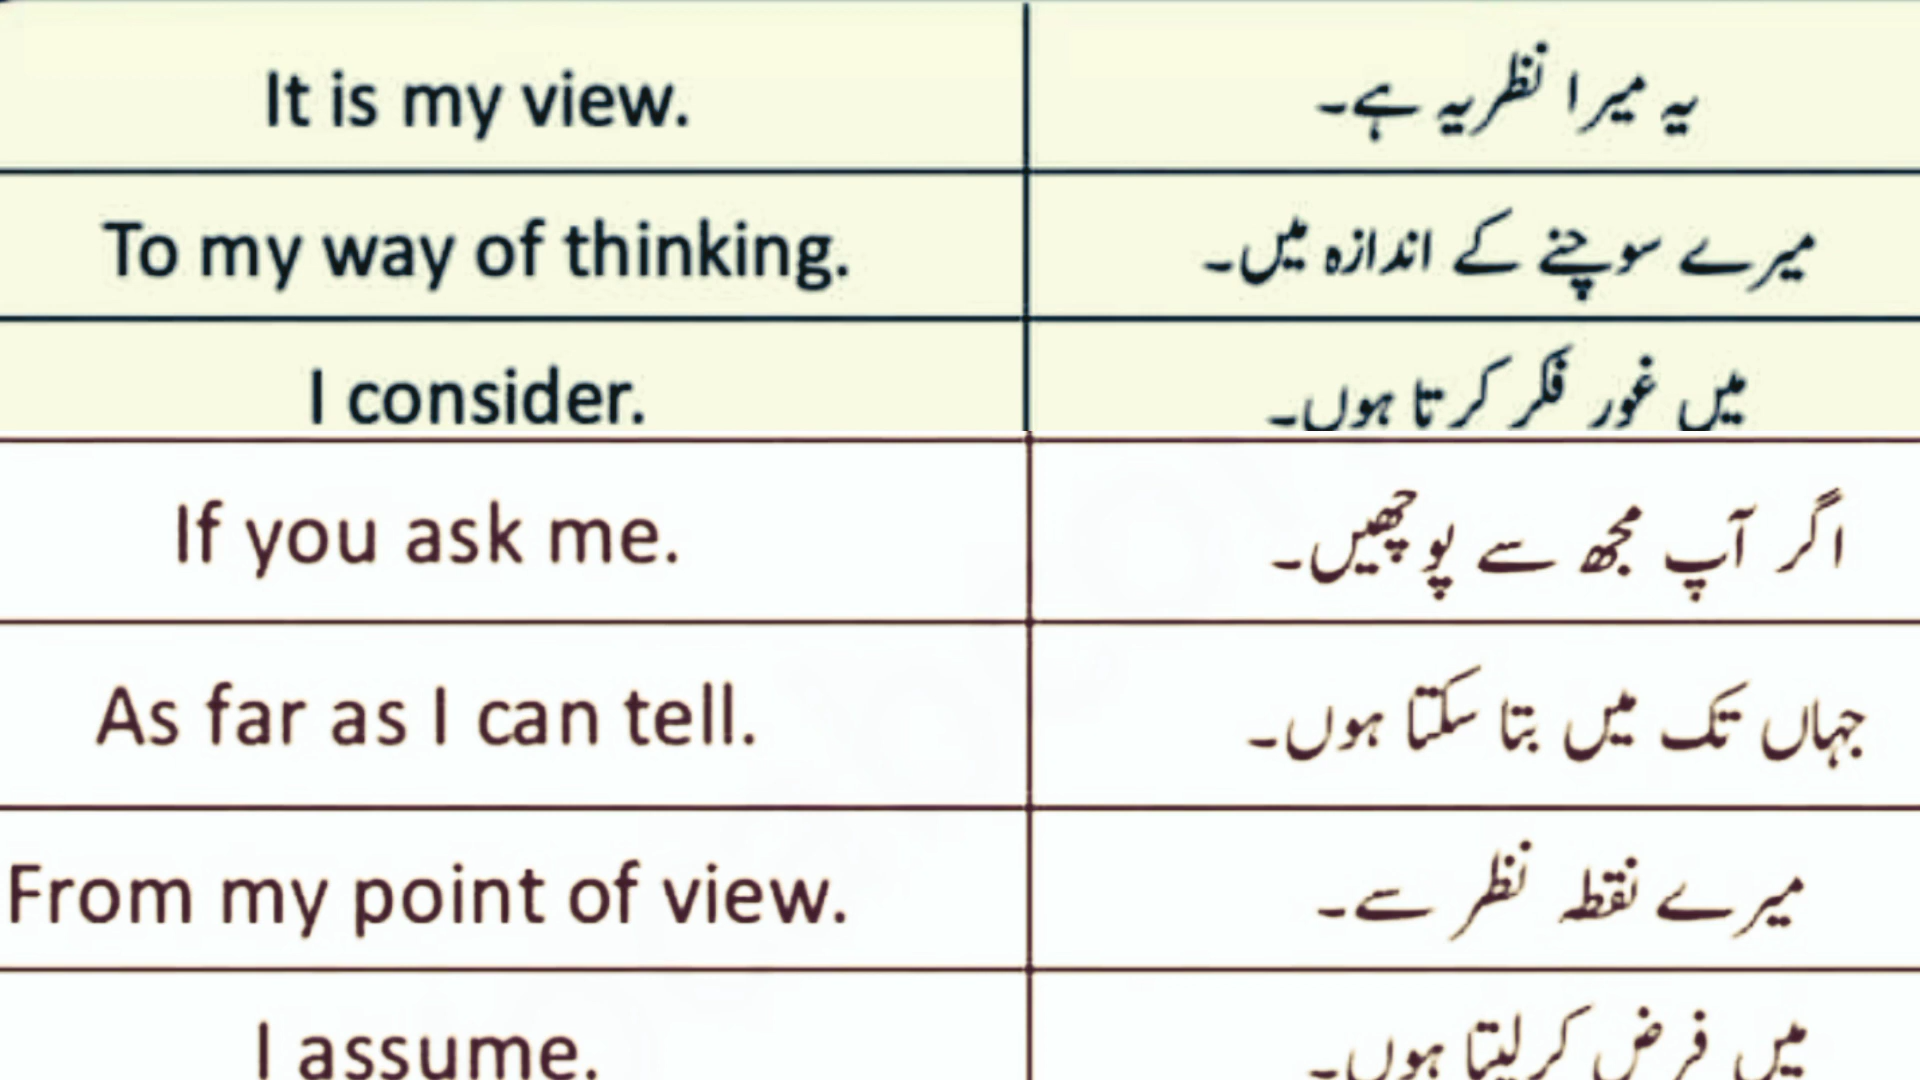 It is my view. یہ میرا نظریہ ہے۔
To my way of thinking. میرے سوچنے کے اندازہ میں۔
I consider. میں غور فکر کرتا ہوں۔
If you ask me. اگر آپ مجھ سے پوچھیں۔
As far as I can tell. جہاں تک میں بتا سکتا ہوں۔
From my point of view. میرے نقطہ نظر سے۔
I assume. میں فرض کرلیتا ہوں۔